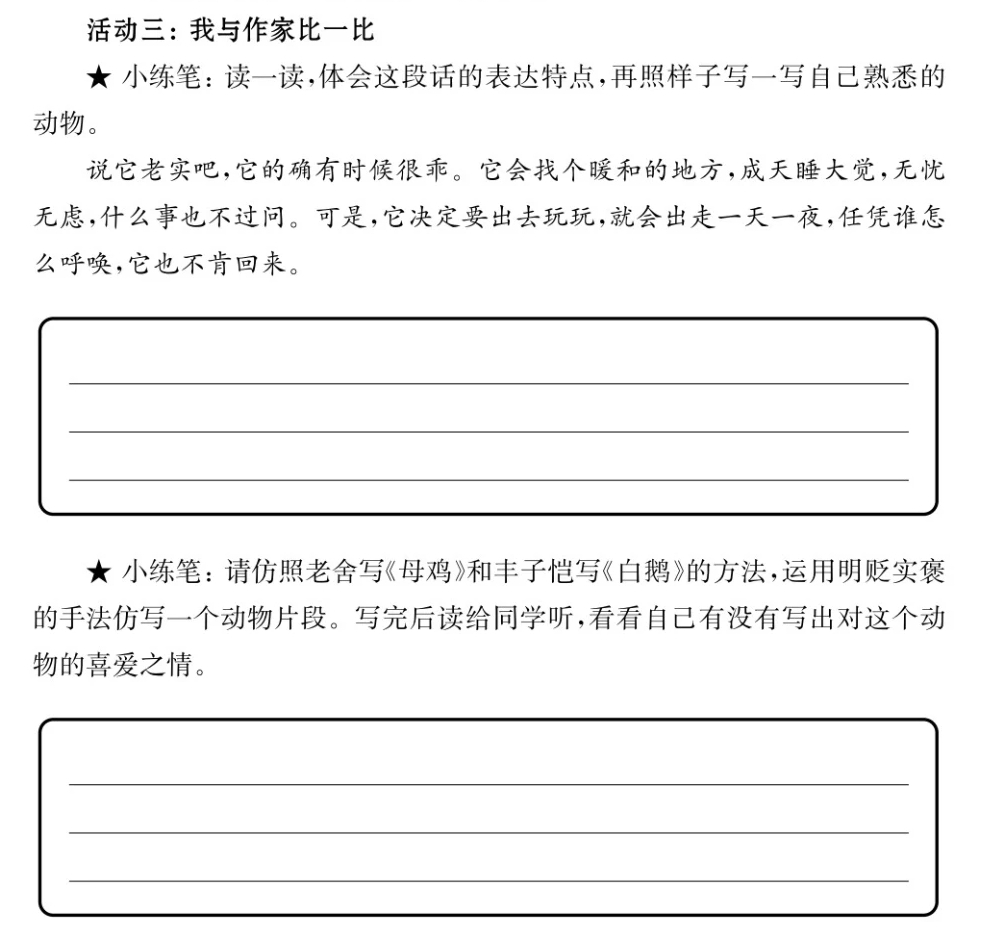 活动三：我与作家比一比
★ 小练笔：读一读，体会这段话的表达特点，再照样子写一写自己熟悉的
动物。
说它老实吧，它的确有时候很乖。它会找个暖和的地方，成天睡大觉，无忧
无虑，什么事也不过问。可是，它决定要出去玩玩，就会出走一天一夜，任凭谁怎
么呼唤，它也不肯回来。
★ 小练笔：请仿照老舍写《母鸡》和丰子恺写《白鹅》的方法，运用明贬实褒
的手法仿写一个动物片段。写完后读给同学听，看看自己有没有写出对这个动
物的喜爱之情。